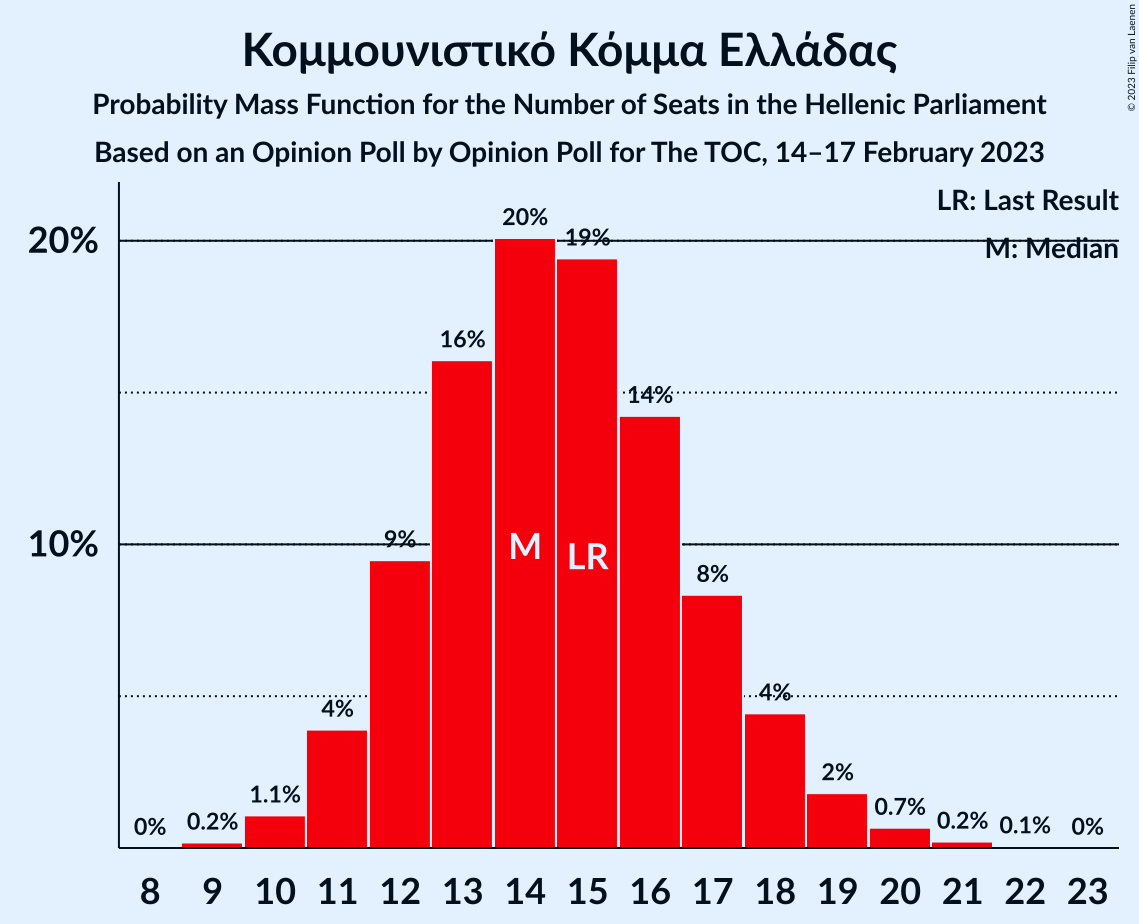 Κομμουνιστικό Κόμμα Ελλάδας
Probability Mass Function for the Number of Seats in the Hellenic Parliament
Based on an Opinion Poll by Opinion Poll for The TOC, 14–17 February 2023
© 2023 Filip van Laenen
LR: Last Result
M: Median
20%
10%
0%
0.2%
1.1%
4%
9%
16%
20%
19%
14%
8%
4%
2%
0.7%
0.2%
0.1%
0%
M
LR
8 9 10 11 12 13 14 15 16 17 18 19 20 21 22 23